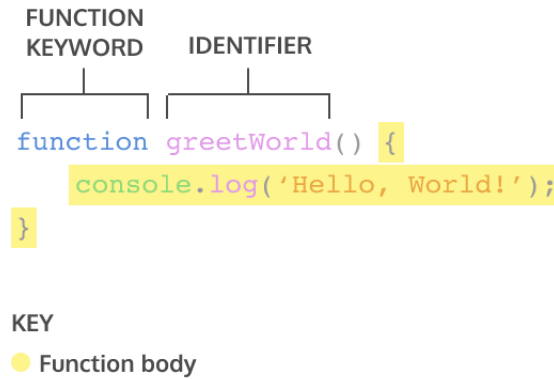 FUNCTION
KEYWORD
IDENTIFIER
function greetWorld() {
console.log(‘Hello, World!’);
}
KEY
Function body